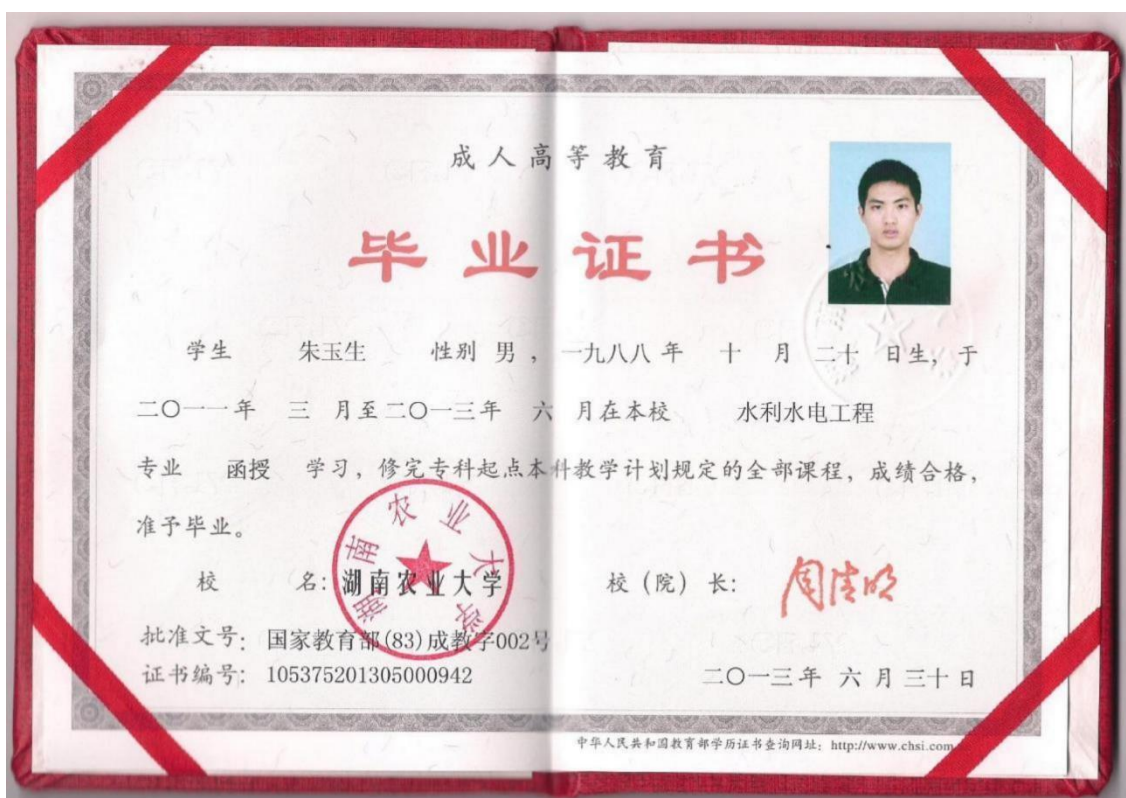 成人高等教育
毕业证书
学生 朱玉生 性别 男，一九八八年 十 月 二十 日生，于
二〇一一年 三 月至二〇一三年 六 月在本校 水利水电工程
专业 函授 学习，修完专科起点本科教学计划规定的全部课程，成绩合格，
准予毕业。
校 名：湖南农业大学 校（院）长：周清明
湖南农业大学
批准文号：国家教育部(83)成教字002号
证书编号：105375201305000942 二〇一三年 六 月 三十 日
中华人民共和国教育部学历证书查询网址：http://www.chsi.com